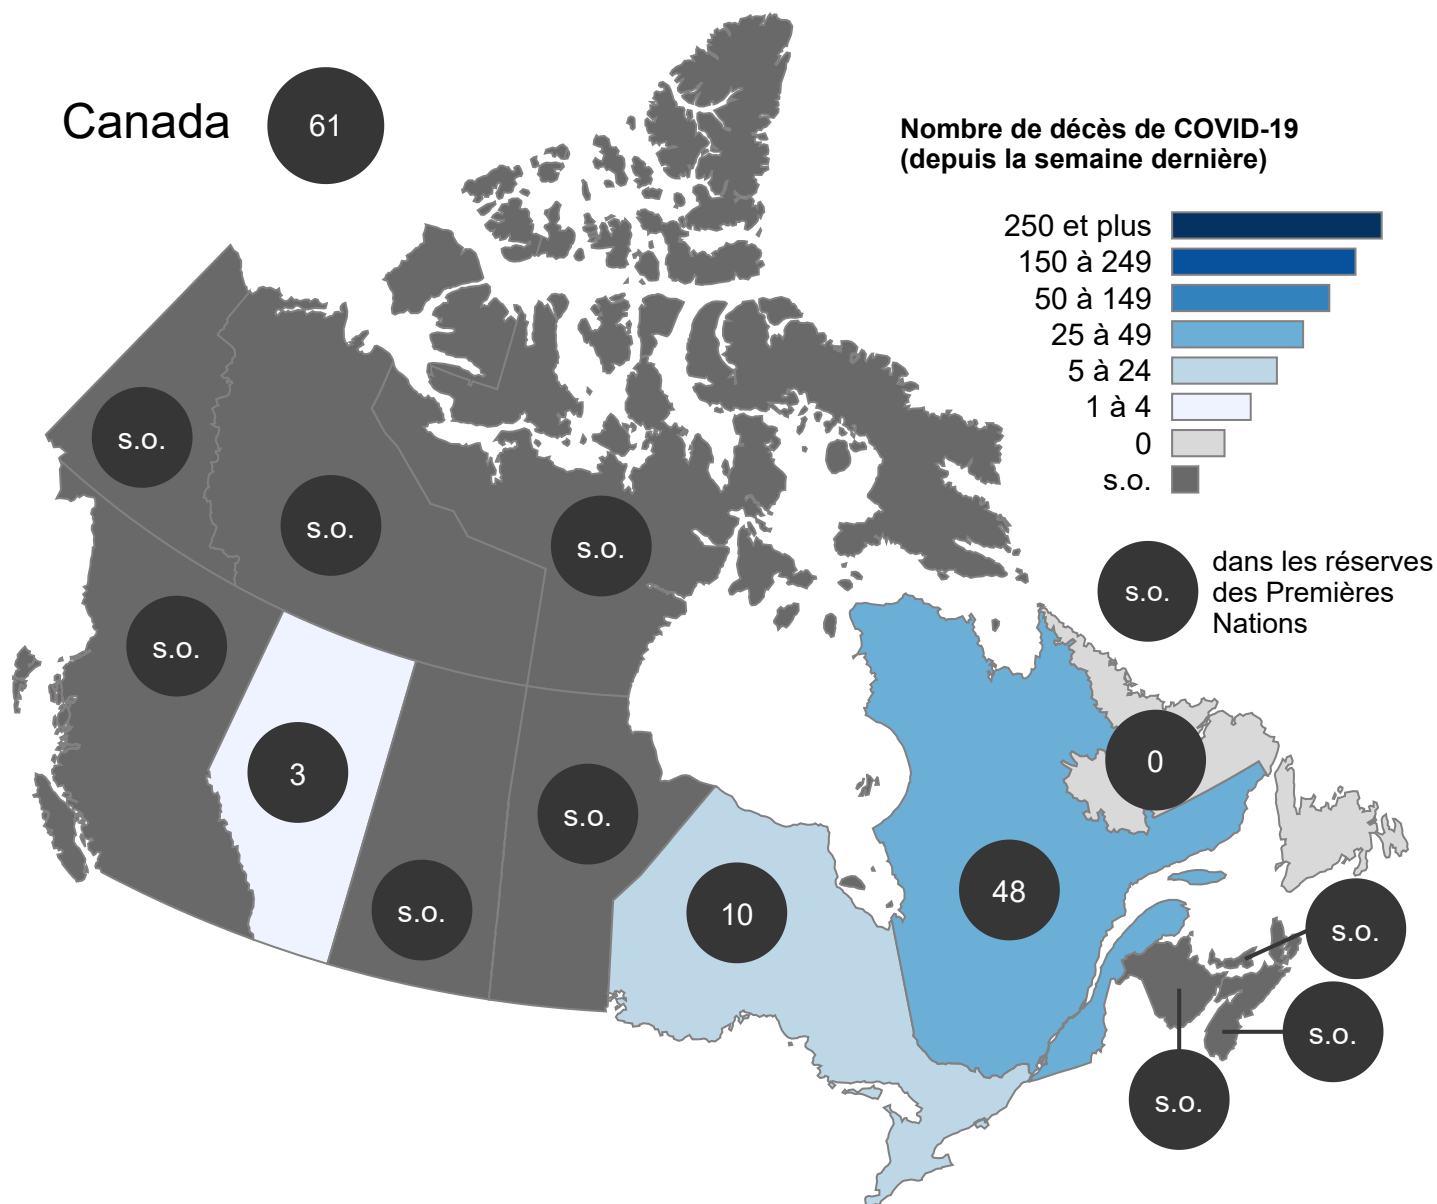 Canada
61
Nombre de décès de COVID-19
(depuis la semaine dernière)
250 et plus
150 à 249
50 à 149
25 à 49
5 à 24
1 à 4
0
s.o.
s.o.
dans les réserves
des Premières
Nations
s.o.
s.o.
s.o.
s.o.
3
s.o.
s.o.
10
48
0
s.o.
s.o.
s.o.